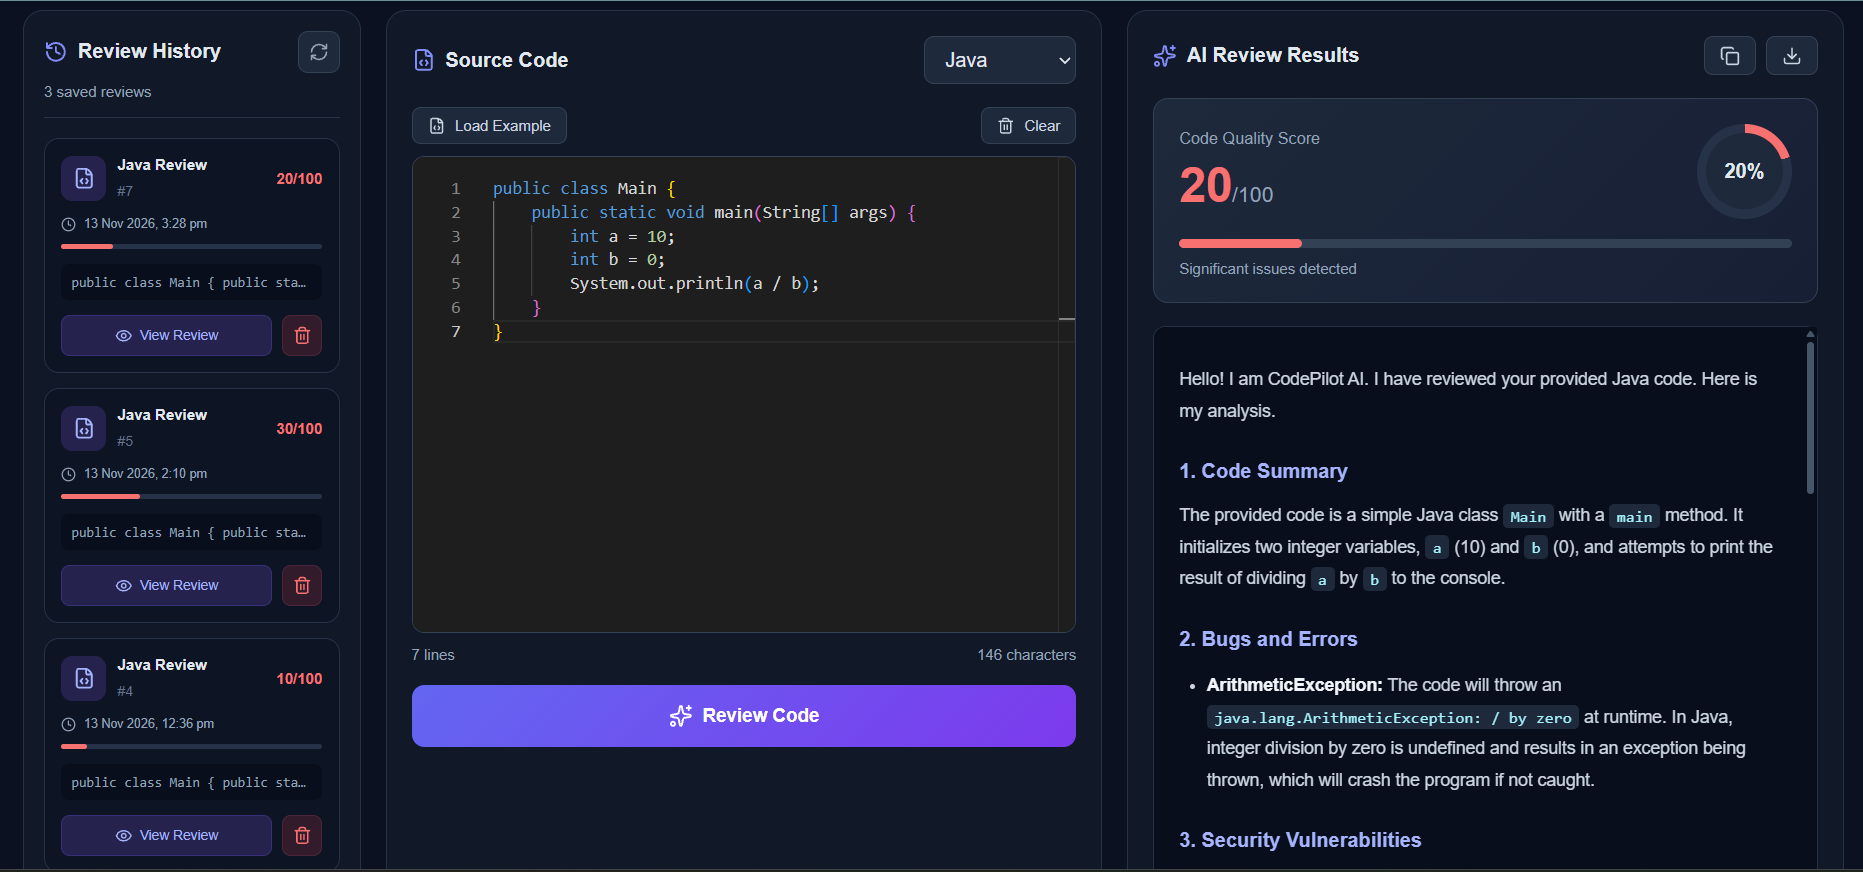 Review History
3 saved reviews
Java Review
#7
20/100
13 Nov 2026, 3:28 pm
public class Main { public sta…
View Review
Java Review
#5
30/100
13 Nov 2026, 2:10 pm
public class Main { public sta…
View Review
Java Review
#4
10/100
13 Nov 2026, 12:36 pm
public class Main { public sta…
View Review
Source Code
Java
Load Example
Clear
1 public class Main {
2     public static void main(String[] args) {
3         int a = 10;
4         int b = 0;
5         System.out.println(a / b);
6     }
7 }
7 lines
146 characters
Review Code
AI Review Results
Code Quality Score
20/100
20%
Significant issues detected
Hello! I am CodePilot AI. I have reviewed your provided Java code. Here is
my analysis.
1. Code Summary
The provided code is a simple Java class Main with a main method. It
initializes two integer variables, a (10) and b (0), and attempts to print the
result of dividing a by b to the console.
2. Bugs and Errors
• ArithmeticException: The code will throw an
java.lang.ArithmeticException: / by zero at runtime. In Java,
integer division by zero is undefined and results in an exception being
thrown, which will crash the program if not caught.
3. Security Vulnerabilities